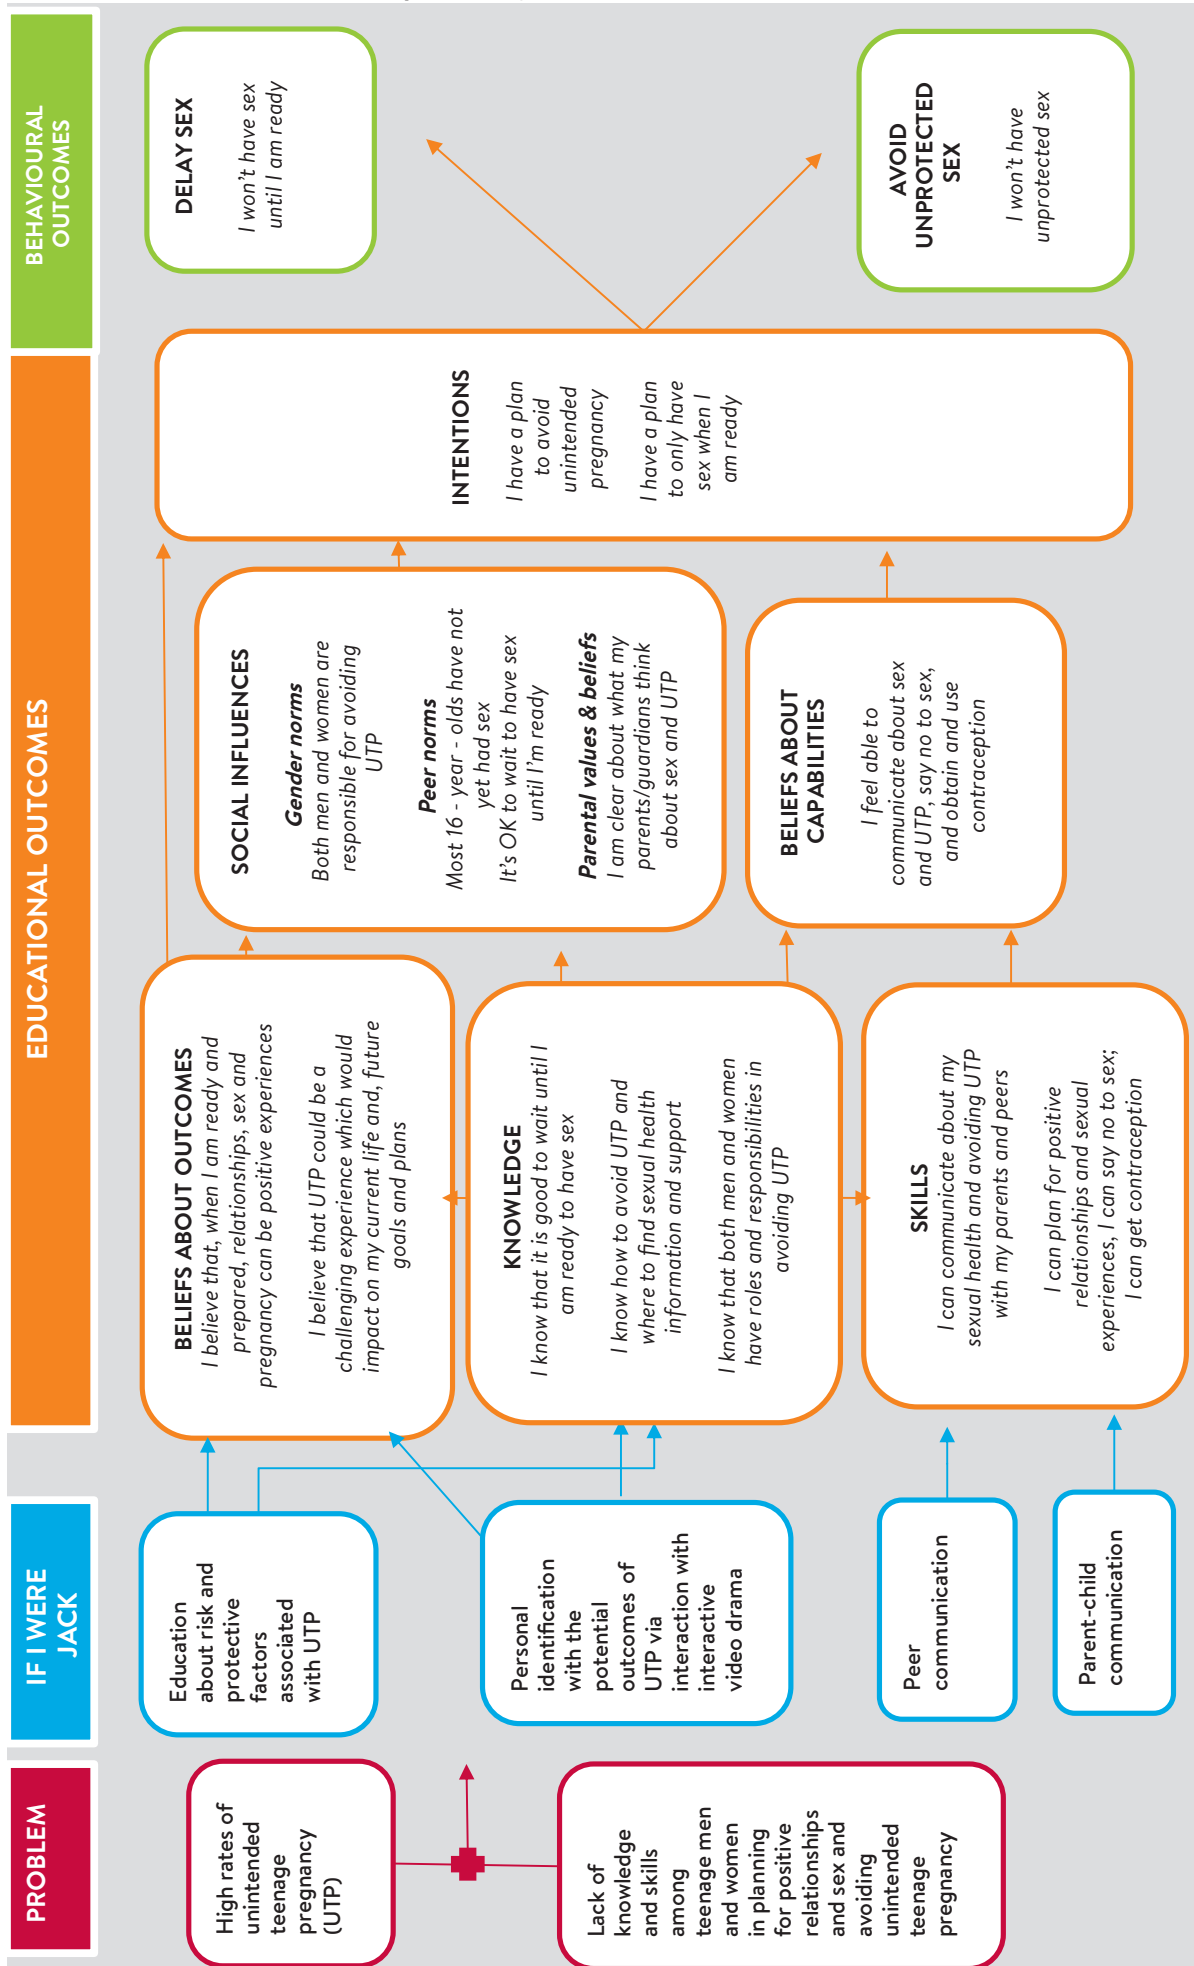 PROBLEM
High rates of
unintended
teenage
pregnancy
(UTP)
Lack of
knowledge
and skills
among
teenage men
and women
in planning
for positive
relationships
and sex and
avoiding
unintended
teenage
pregnancy
IF I WERE
JACK
Education
about risk and
protective
factors
associated
with UTP
Personal
identification
with the
potential
outcomes of
UTP via
interaction with
interactive
video drama
Peer
communication
Parent-child
communication
EDUCATIONAL OUTCOMES
BELIEFS ABOUT OUTCOMES
I believe that, when I am ready and
prepared, relationships, sex and
pregnancy can be positive experiences
I believe that UTP could be a
challenging experience which would
impact on my current life and, future
goals and plans
KNOWLEDGE
I know that it is good to wait until I
am ready to have sex
I know how to avoid UTP and
where to find sexual health
information and support
I know that both men and women
have roles and responsibilities in
avoiding UTP
SKILLS
I can communicate about my
sexual health and avoiding UTP
with my parents and peers
I can plan for positive
relationships and sexual
experiences, I can say no to sex;
I can get contraception
SOCIAL INFLUENCES
Gender norms
Both men and women are
responsible for avoiding
UTP
Peer norms
Most 16 - year - olds have not
yet had sex
It's OK to wait to have sex
until I'm ready
Parental values & beliefs
I am clear about what my
parents/guardians think
about sex and UTP
BELIEFS ABOUT
CAPABILITIES
I feel able to
communicate about sex
and UTP, say no to sex,
and obtain and use
contraception
INTENTIONS
I have a plan
to avoid
unintended
pregnancy
I have a plan
to only have
sex when I
am ready
BEHAVIOURAL
OUTCOMES
DELAY SEX
I won't have sex
until I am ready
AVOID
UNPROTECTED
SEX
I won't have
unprotected sex